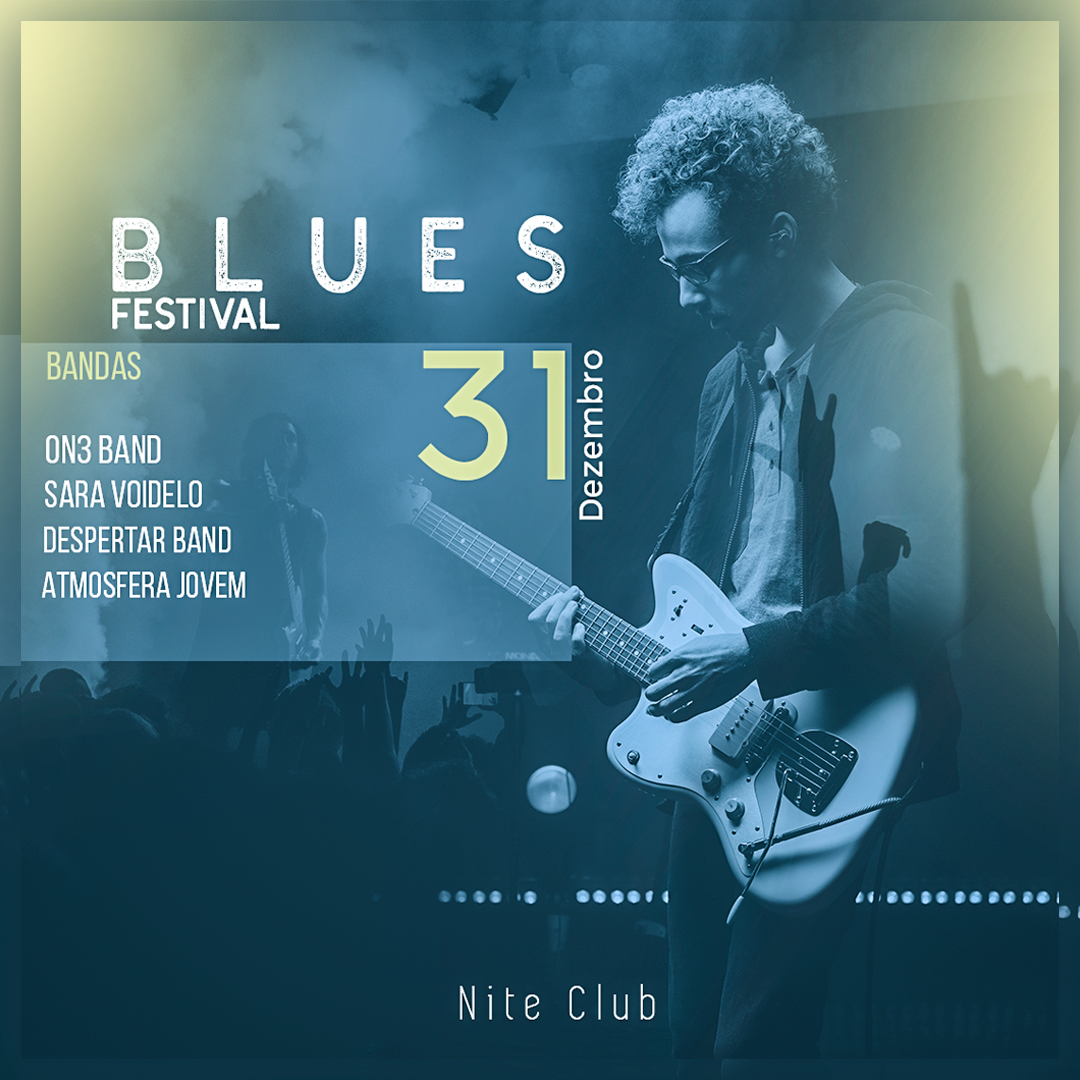 BLUES
FESTIVAL
BANDAS
31
Dezembro
ON3 BAND
SARA VOIDELO
DESPERTAR BAND
ATMOSFERA JOVEM
Nite Club